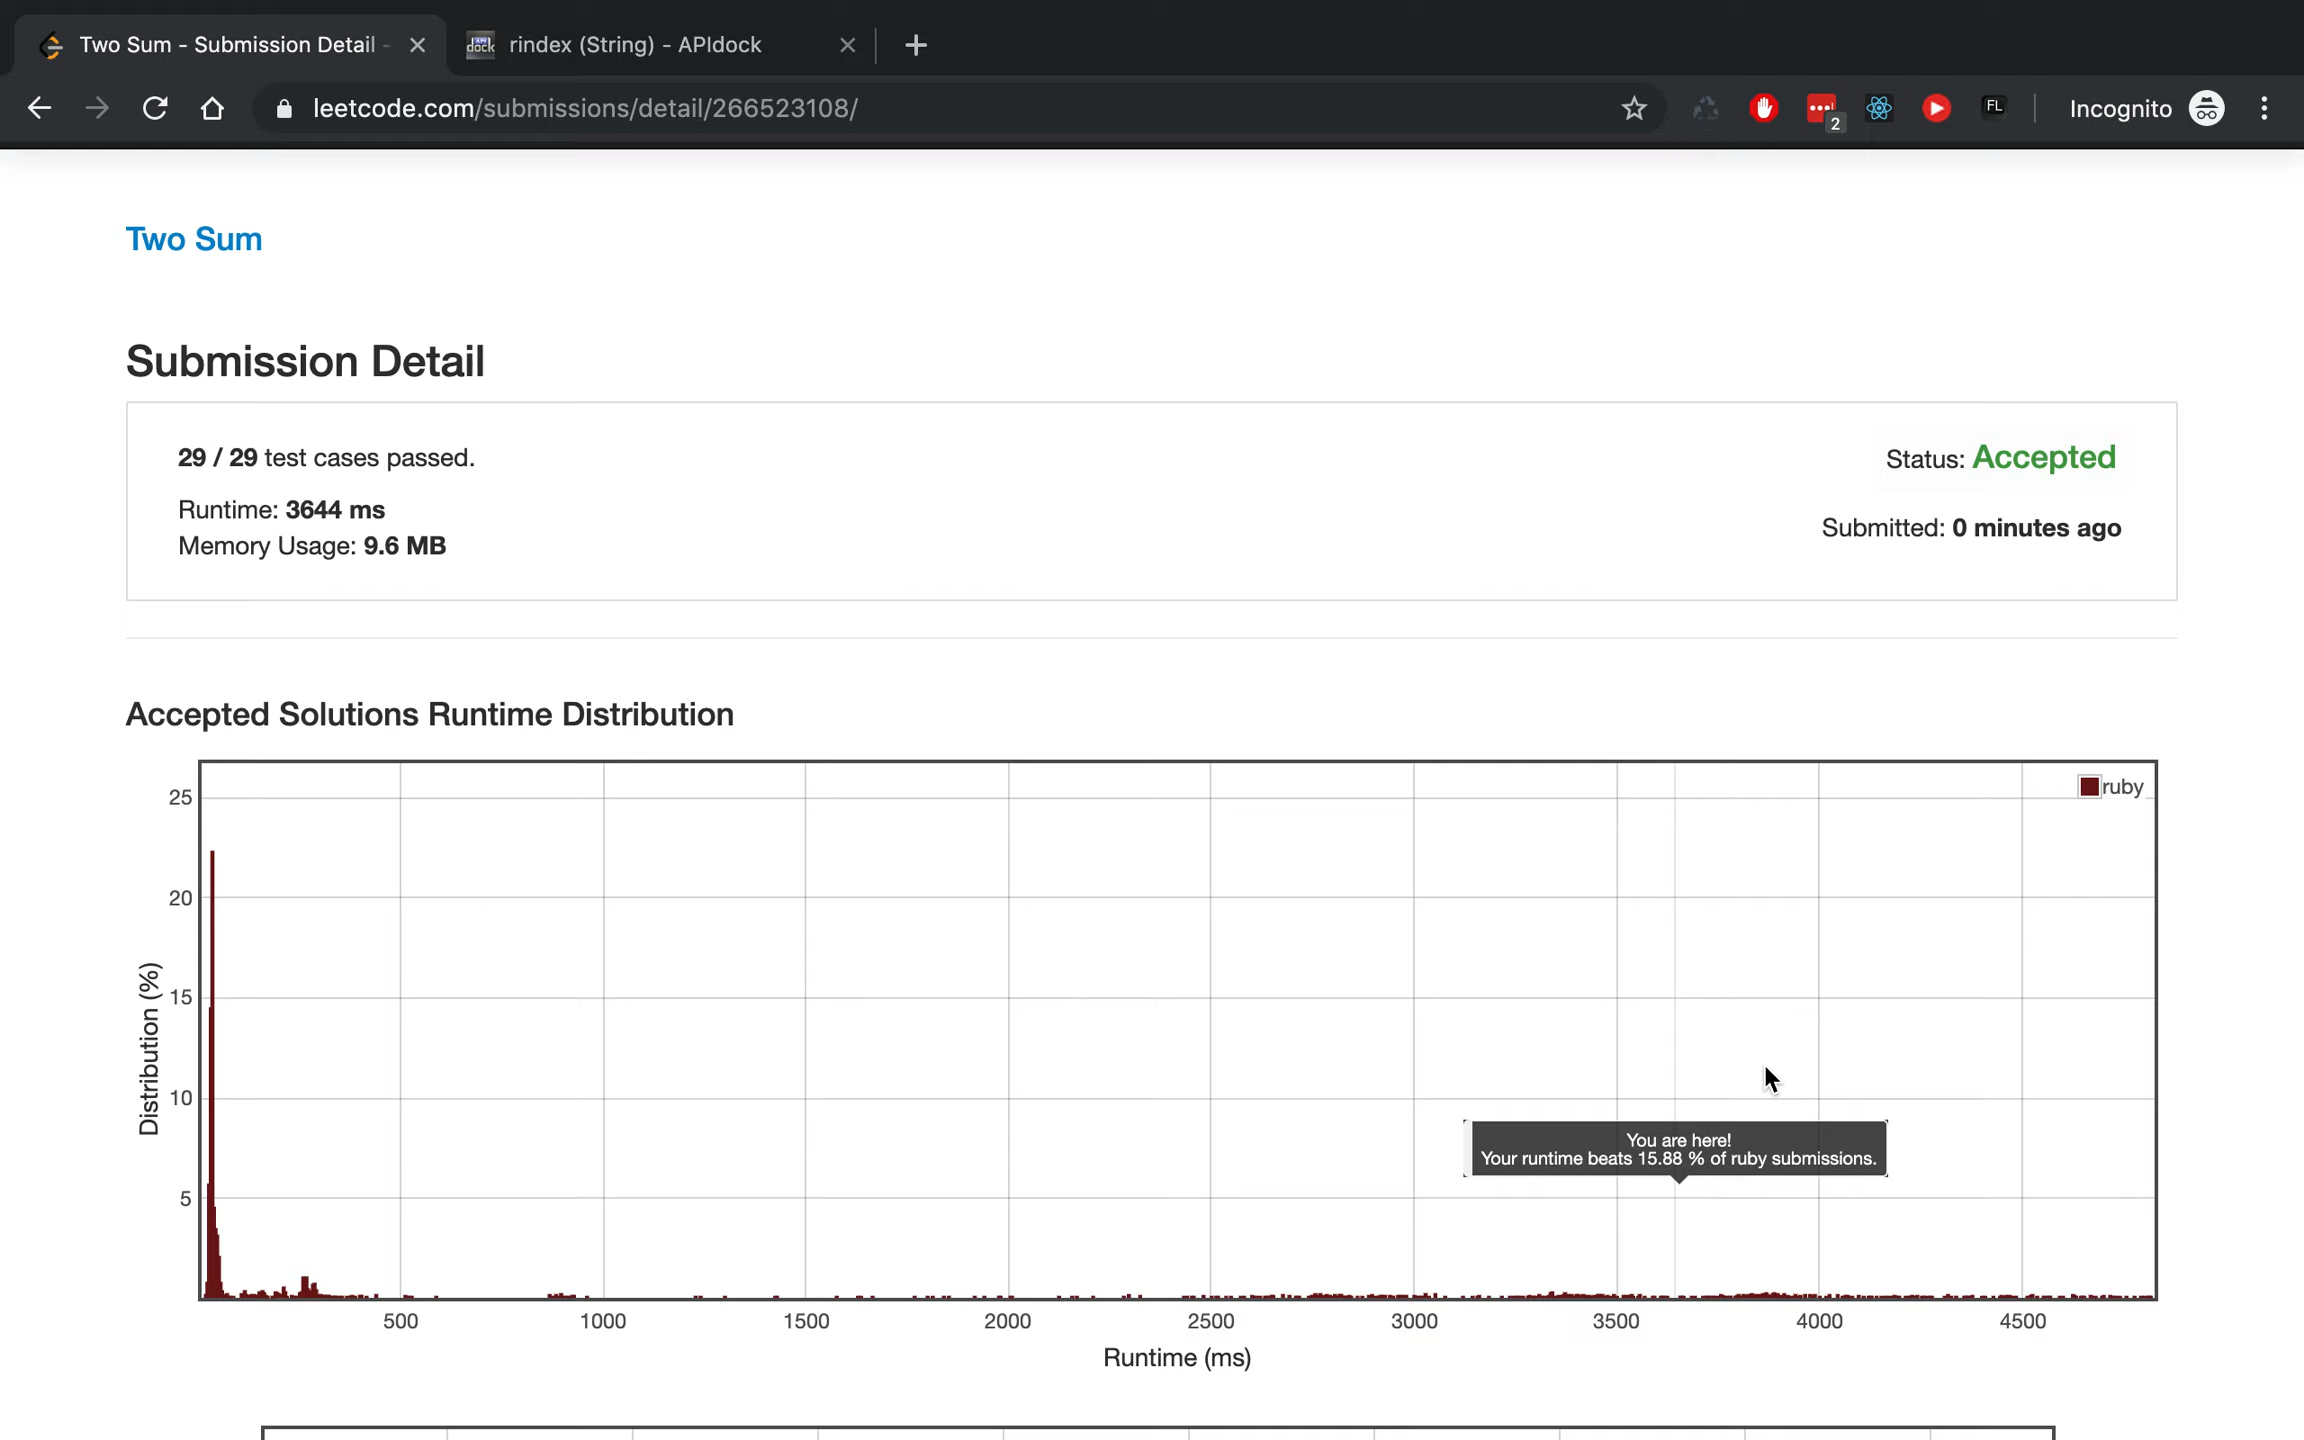 Two Sum - Submission Detail -
rindex (String) - APIdock
leetcode.com/submissions/detail/266523108/
2
FL
Incognito
Two Sum
Submission Detail
29 / 29 test cases passed.
Status: Accepted
Runtime: 3644 ms
Submitted: 0 minutes ago
Memory Usage: 9.6 MB
Accepted Solutions Runtime Distribution
ruby
25
20
15
10
5
Distribution (%)
You are here!
Your runtime beats 15.88 % of ruby submissions.
500 1000 1500 2000 2500 3000 3500 4000 4500
Runtime (ms)